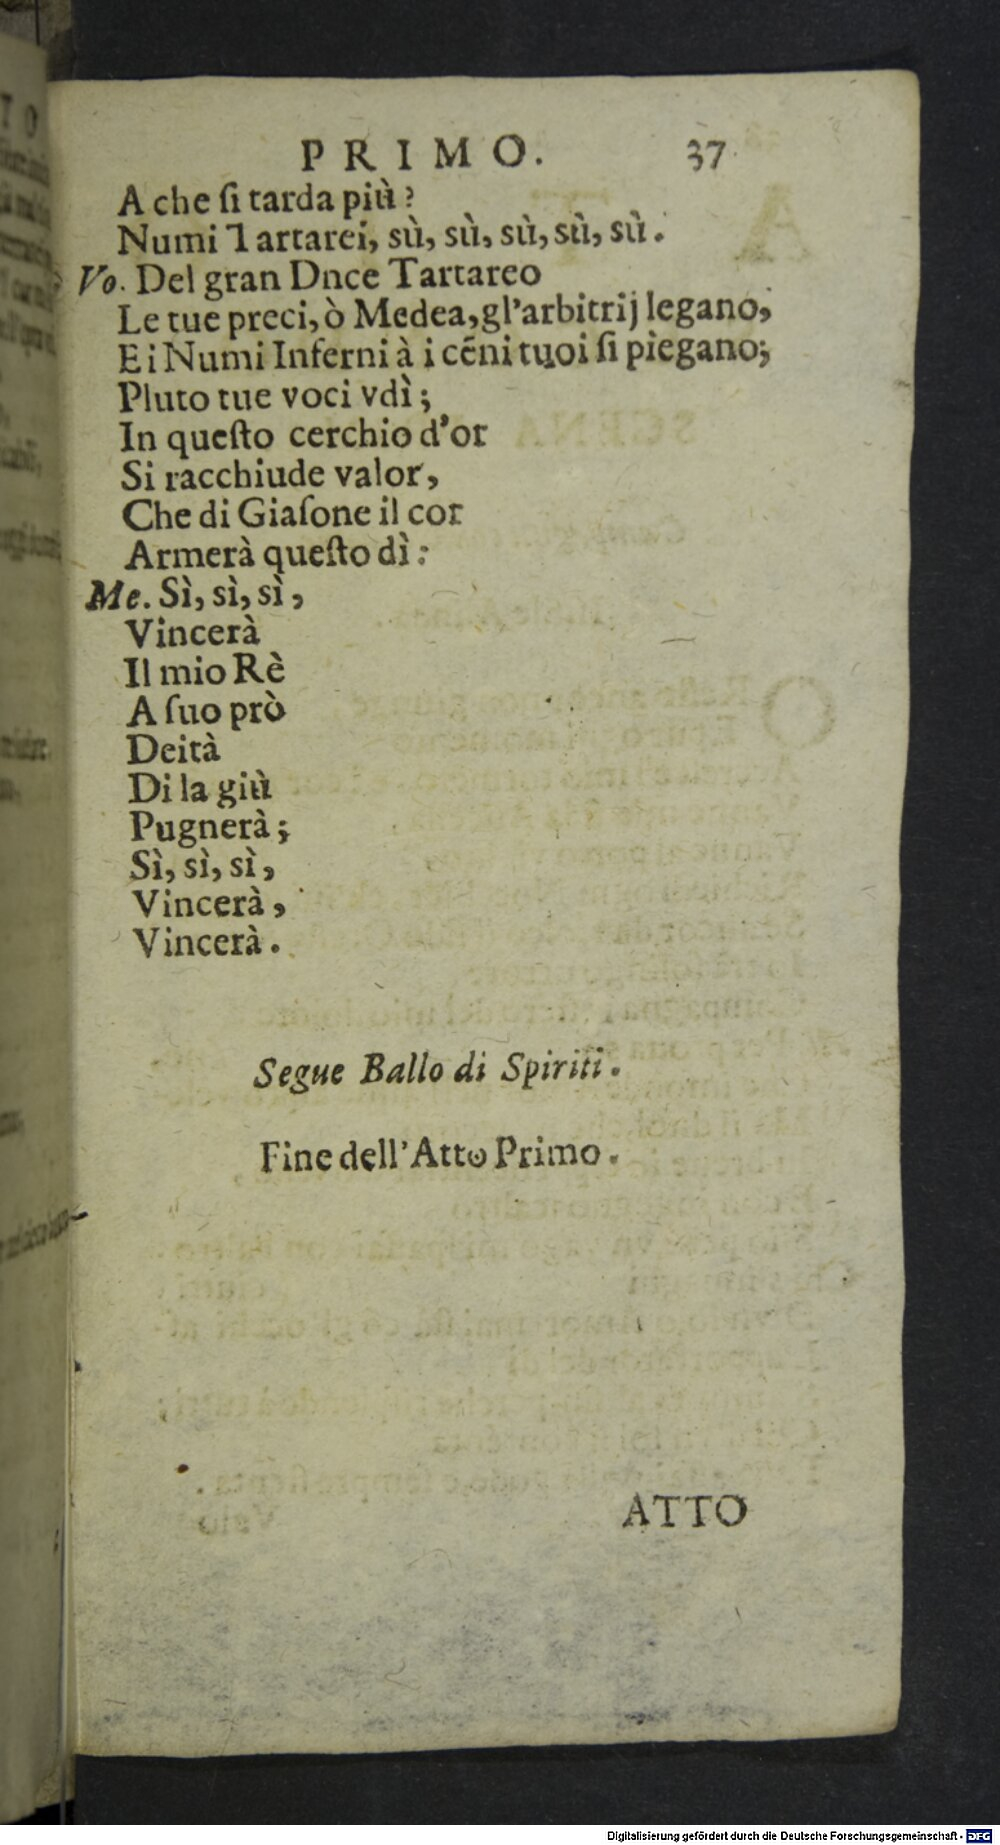 PRIMO. 37
A che ſi tarda più?
Numi Tartarei, sù, sù, sù, sù, sù.
Vo. Del gran Dnce Tartareo
Le tue preci, ò Medea, gl'arbitrij legano,
E i Numi Inferni à i cẽni tuoi ſi piegano;
Pluto tue voci vdì;
In queſto cerchio d'or
Si racchiude valor,
Che di Giaſone il cor
Armerà queſto dì:
Me. Sì, sì, sì,
Vincerà
Il mio Rè
A ſuo prò
Deità
Di la giù
Pugnerà;
Sì, sì, sì,
Vincerà,
Vincerà.
Segue Ballo di Spiriti.
Fine dell'Atto Primo.
ATTO
Digitalisierung gefördert durch die Deutsche Forschungsgemeinschaft - DFG